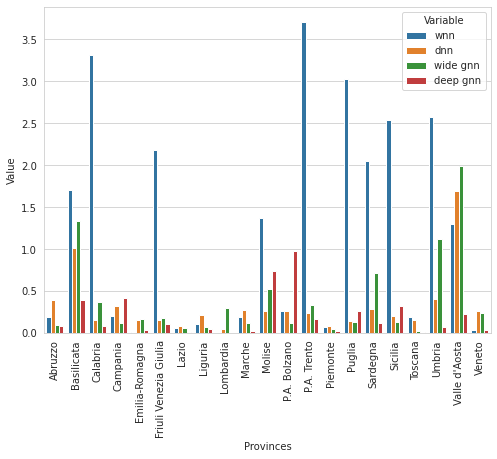 Variable
wnn
dnn
wide gnn
deep gnn
Value
3.5
3.0
2.5
2.0
1.5
1.0
0.5
0.0
Abruzzo
Basilicata
Calabria
Campania
Emilia-Romagna
Friuli Venezia Giulia
Lazio
Liguria
Lombardia
Marche
Molise
P.A. Bolzano
P.A. Trento
Piemonte
Puglia
Sardegna
Sicilia
Toscana
Umbria
Valle d'Aosta
Veneto
Provinces